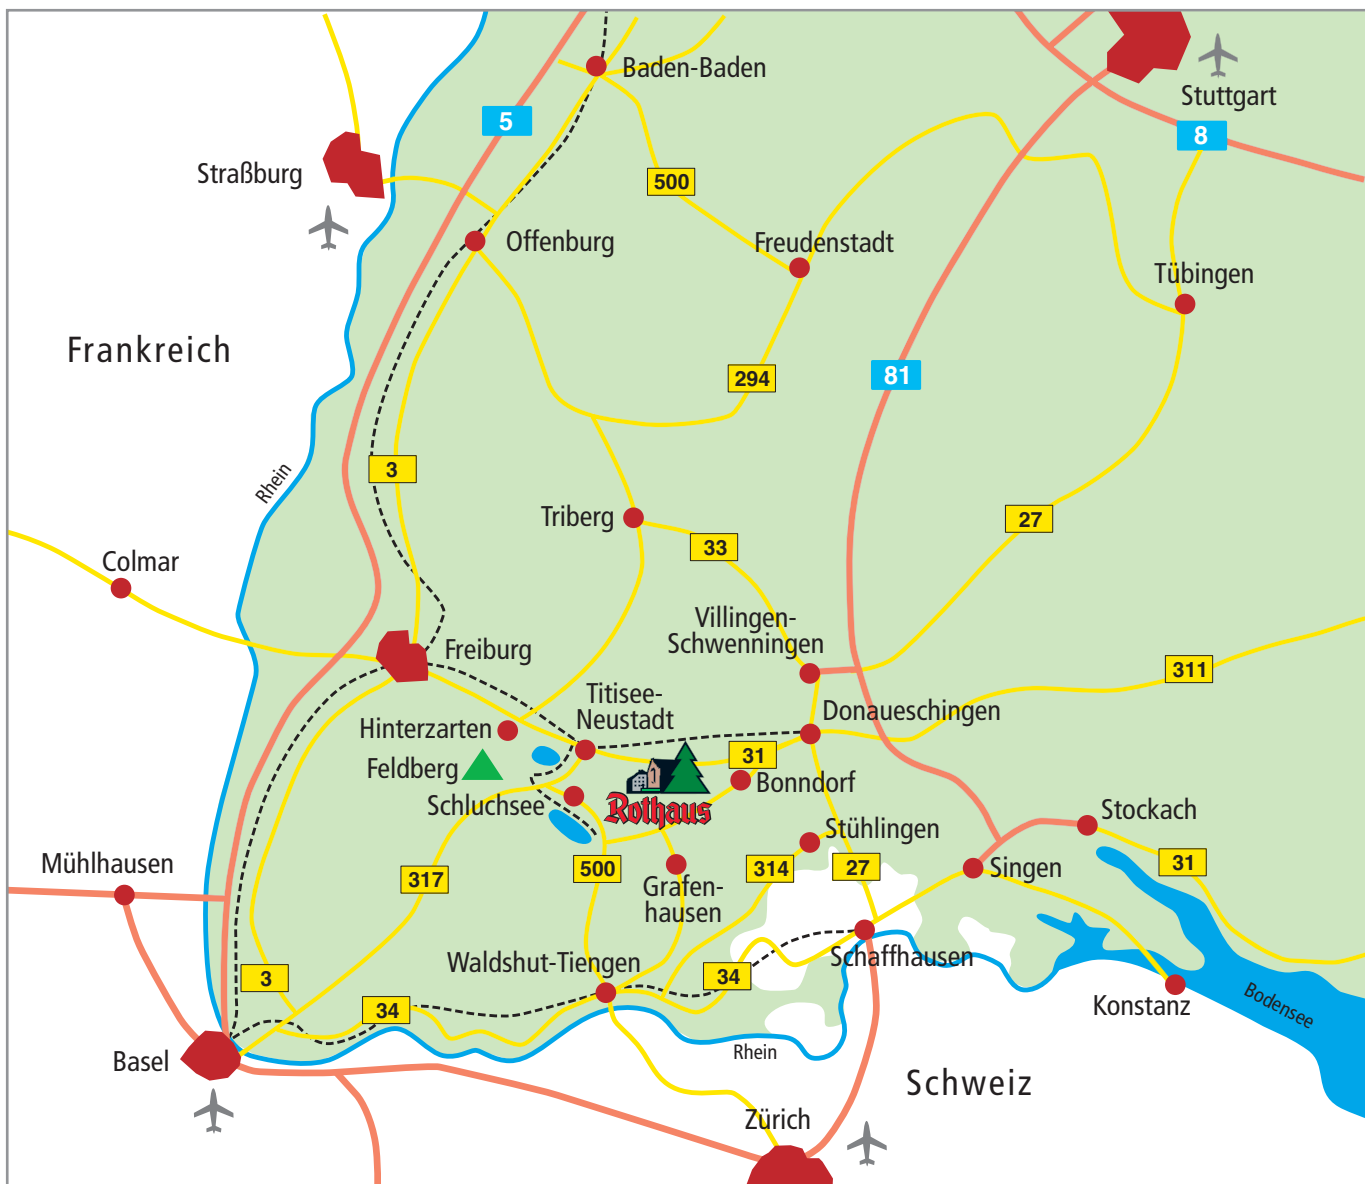 Baden-Baden
Stuttgart
5
8
Straßburg
500
Offenburg
Freudenstadt
Tübingen
Frankreich
294
81
3
Rhein
Triberg
27
33
Colmar
Villingen-
Schwenningen
Freiburg
311
Titisee-
Neustadt
Donaueschingen
Hinterzarten
31
Feldberg
Bonndorf
Schluchsee
Rothaus
Stockach
Stühlingen
Mühlhausen
31
317
500
314
27
Singen
Grafen-
hausen
Schaffhausen
Waldshut-Tiengen
3
34
34
Konstanz
Bodensee
Rhein
Basel
Schweiz
Zürich